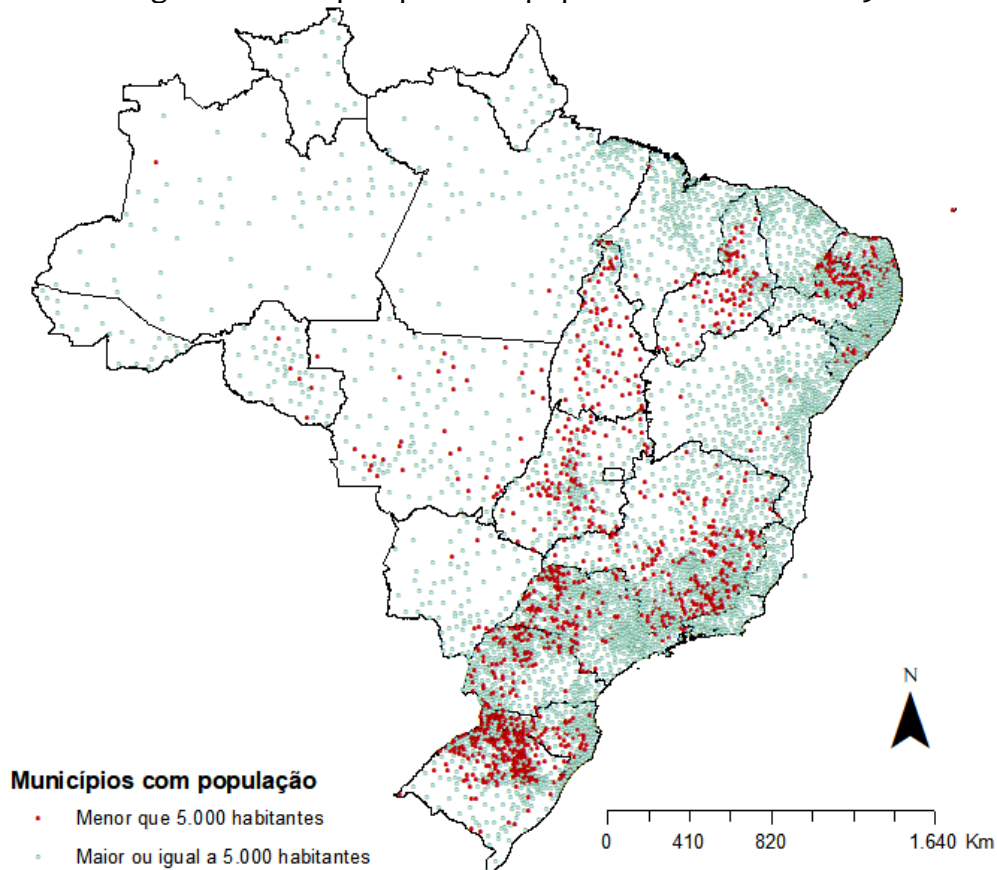 N
Municípios com população
Menor que 5.000 habitantes
Maior ou igual a 5.000 habitantes
0 410 820 1.640 Km